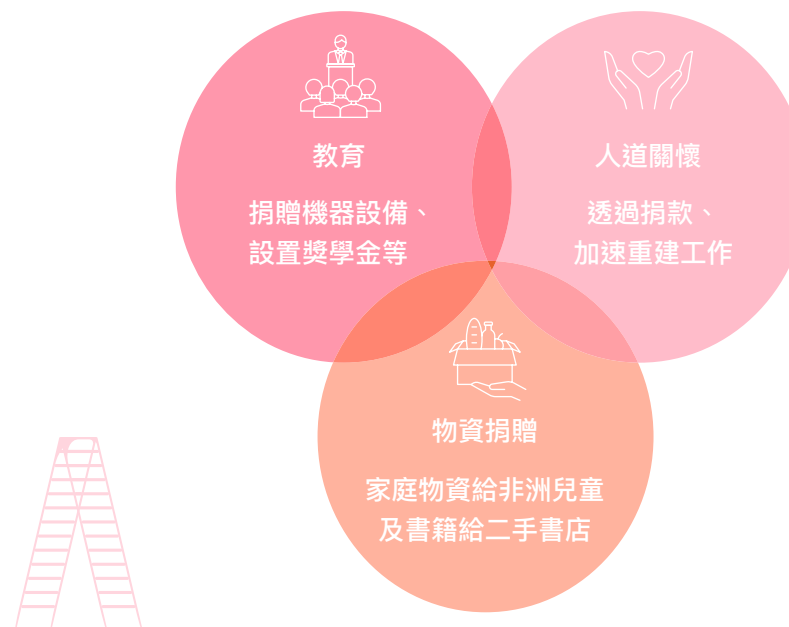 教育
捐贈機器設備、
設置獎學金等
人道關懷
透過捐款、
加速重建工作
物資捐贈
家庭物資給非洲兒童
及書籍給二手書店